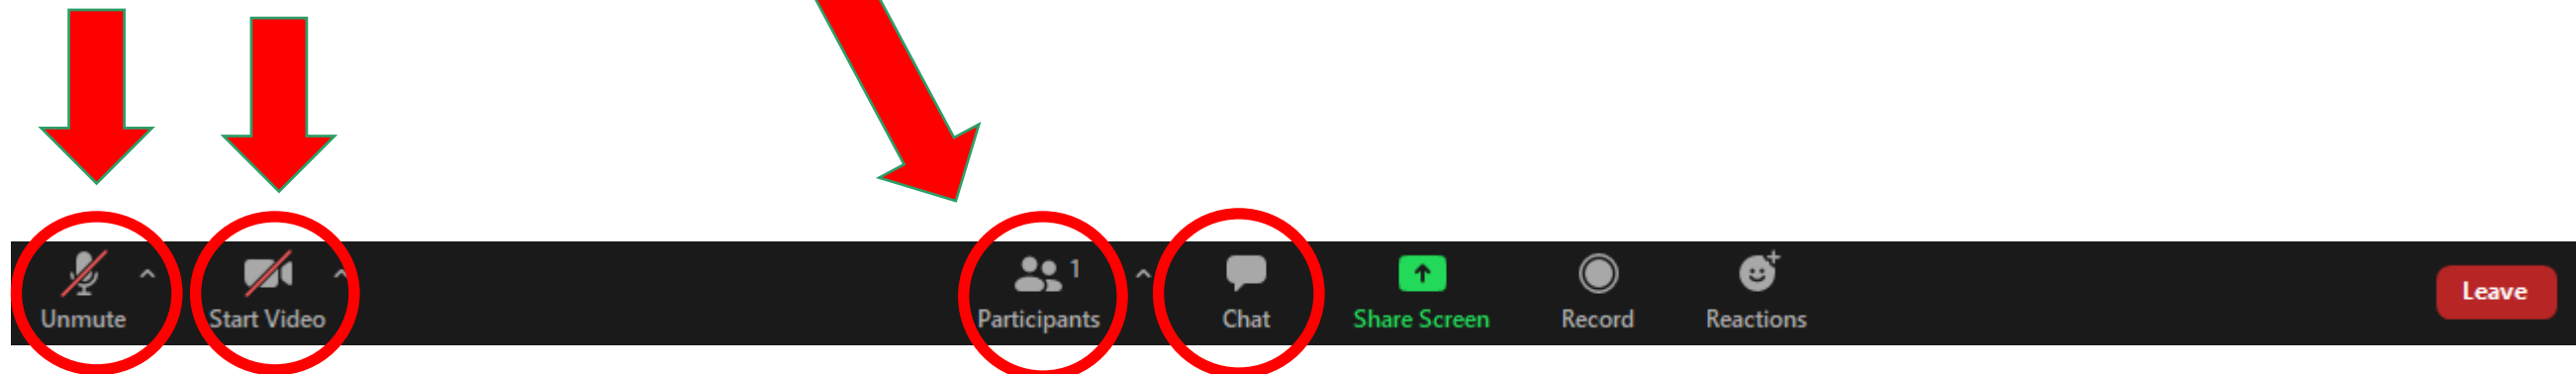 1
Unmute
Start Video
Participants
Chat
Share Screen
Record
Reactions
Leave